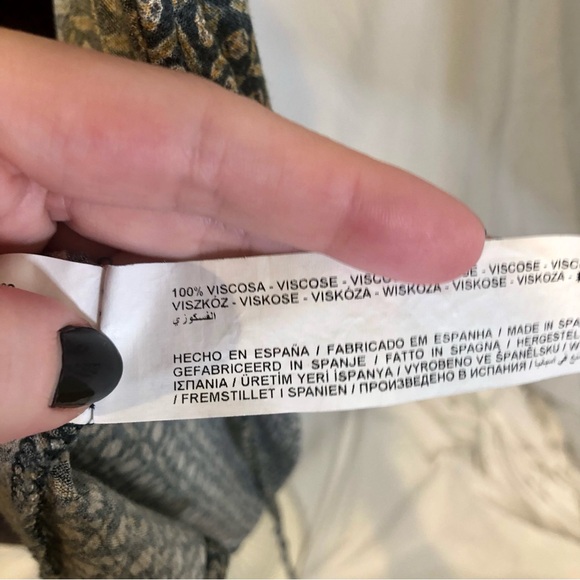 100% VISCOSA - VISCOSE - VISCO - VISCOSE - VISC
VISZKÓZ - VISKOSE - VISKÓZA - WISKOZA - VISKOSE - VISKOZA -
الفسكوزي
HECHO EN ESPAÑA / FABRICADO EM ESPANHA / MADE IN SPA
GEFABRICEERD IN SPANJE / FATTO IN SPAGNA / HERGESTEL
ΙΣΠΑΝΙΑ / ÜRETİM YERİ İSPANYA / VYROBENO VE ŠPANĚLSKU / W
/ FREMSTILLET I SPANIEN / ПРОИЗВЕДЕНО В ИСПАНИЯ /